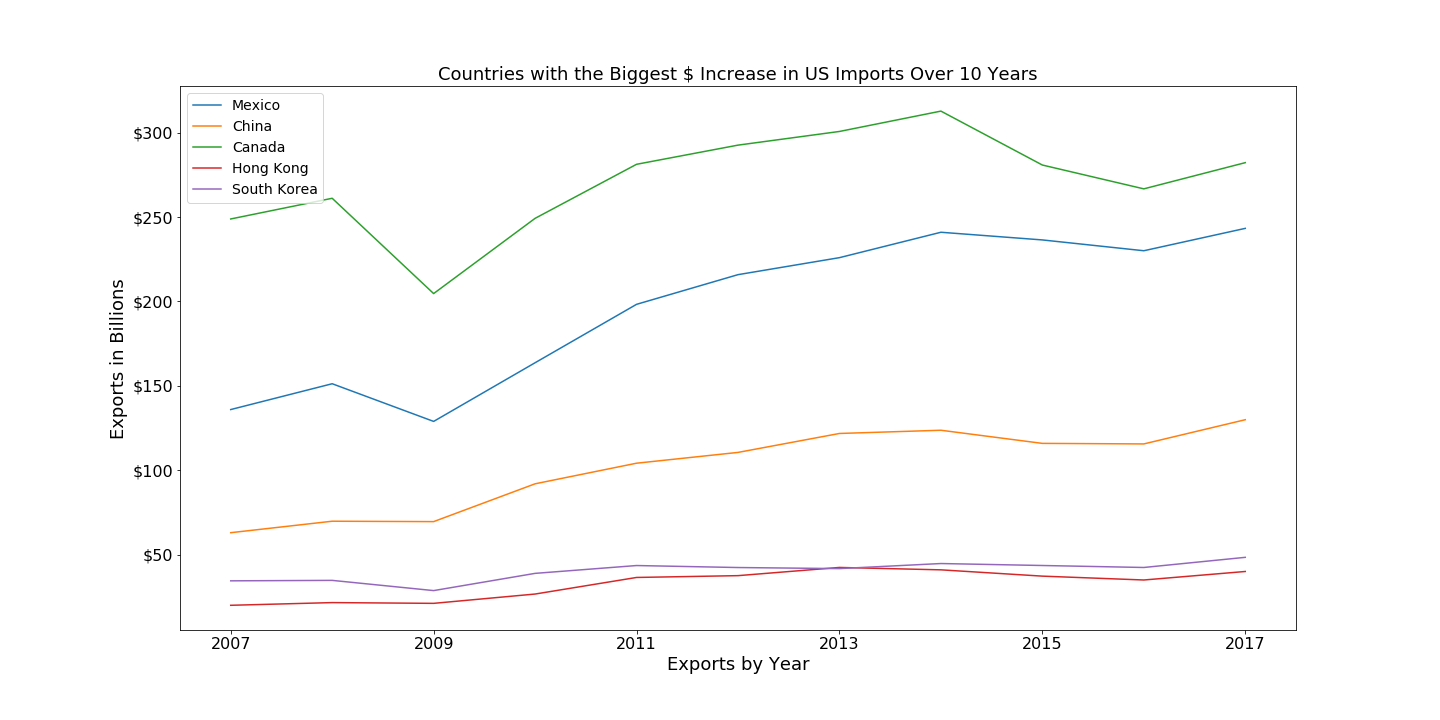 Countries with the Biggest $ Increase in US Imports Over 10 Years
Mexico
China
Canada
Hong Kong
South Korea
$300
$250
$200
$150
$100
$50
Exports in Billions
2007 2009 2011 2013 2015 2017
Exports by Year